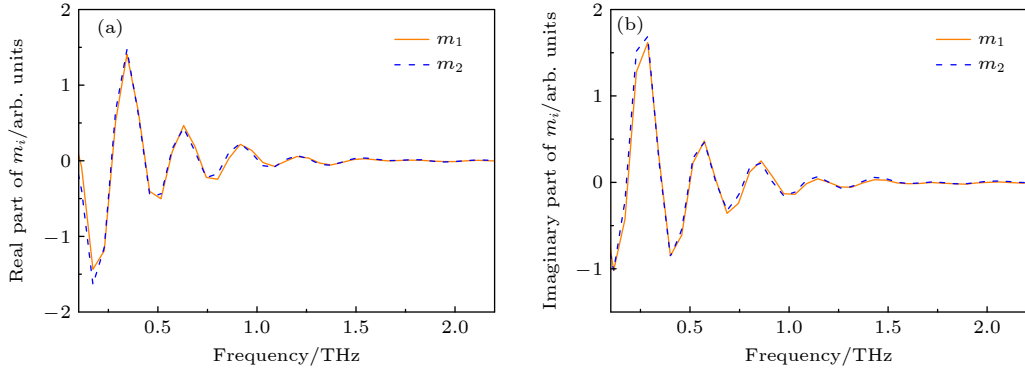 (a)
m1
m2
Real part of mi/arb. units
2
1
0
−1
−2
0.5
1.0
1.5
2.0
Frequency/THz
(b)
m1
m2
Imaginary part of mi/arb. units
2
1
0
−1
0.5
1.0
1.5
2.0
Frequency/THz